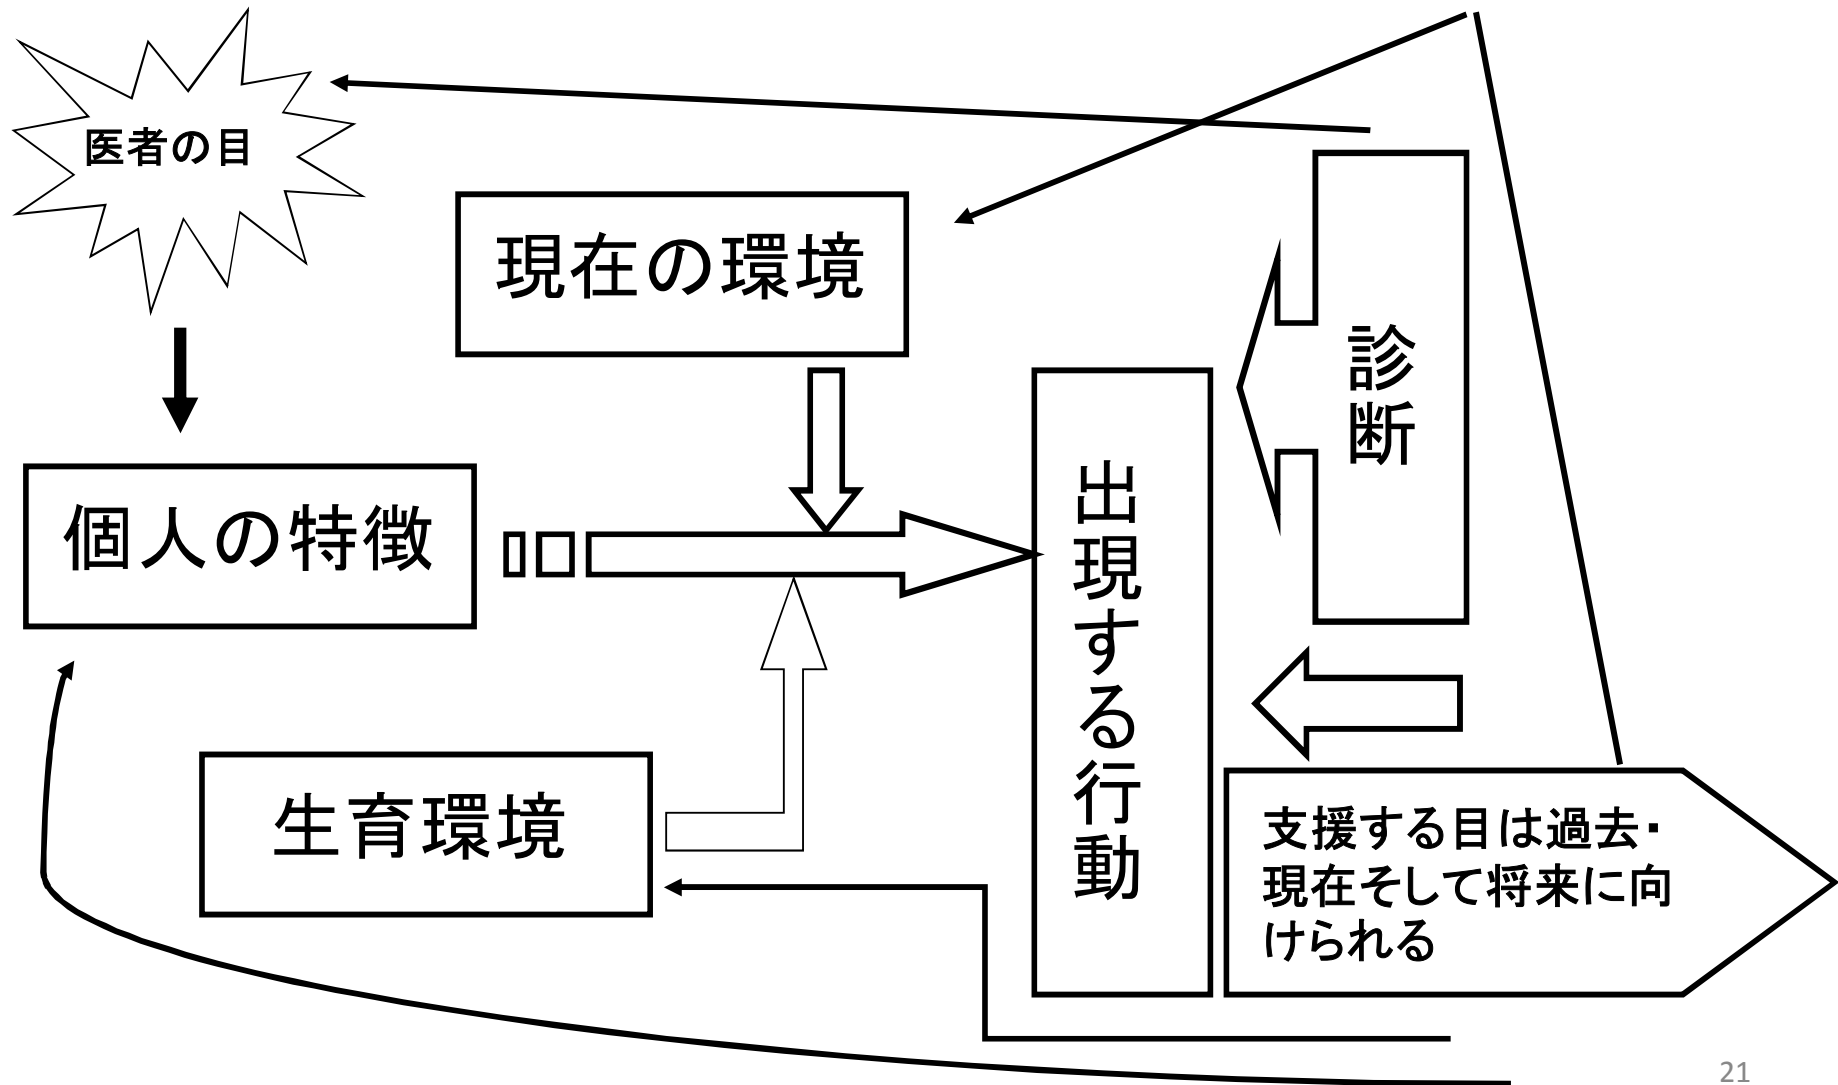 医者の目
現在の環境
診断
個人の特徴
出現する行動
生育環境
支援する目は過去・
現在そして将来に向
けられる
21